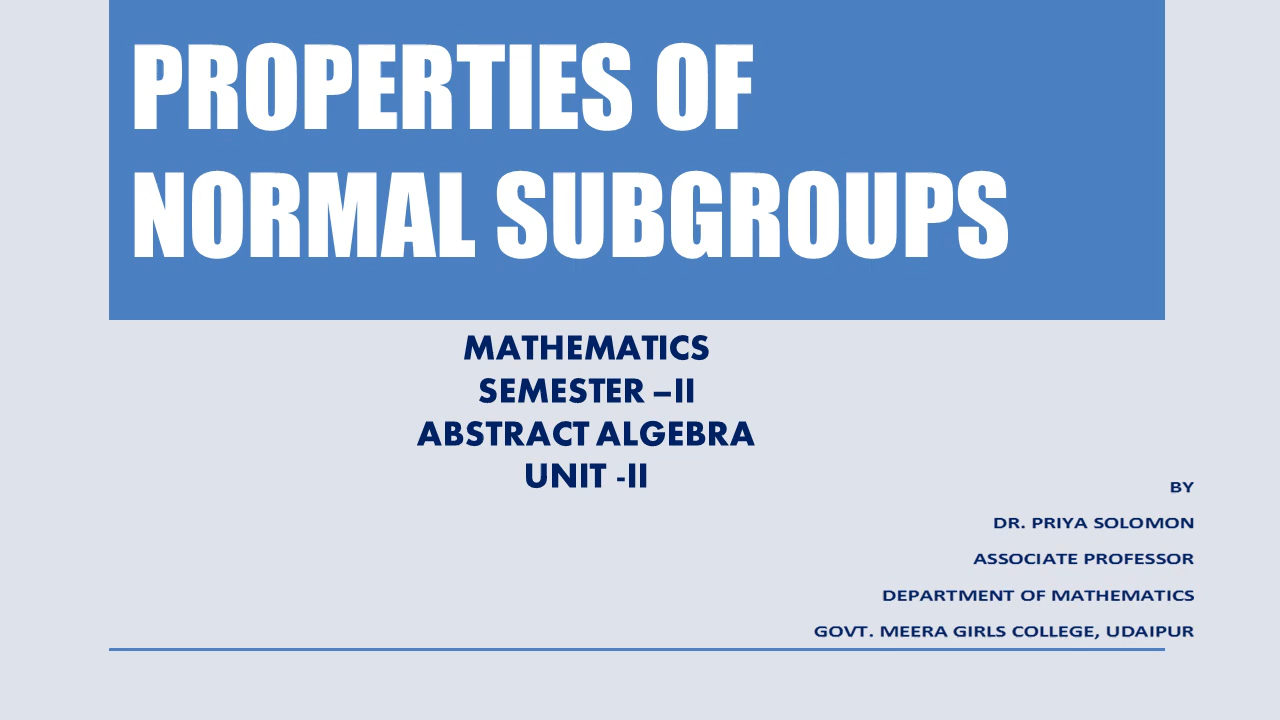 PROPERTIES OF
NORMAL SUBGROUPS
MATHEMATICS
SEMESTER –II
ABSTRACT ALGEBRA
UNIT -II
BY
DR. PRIYA SOLOMON
ASSOCIATE PROFESSOR
DEPARTMENT OF MATHEMATICS
GOVT. MEERA GIRLS COLLEGE, UDAIPUR